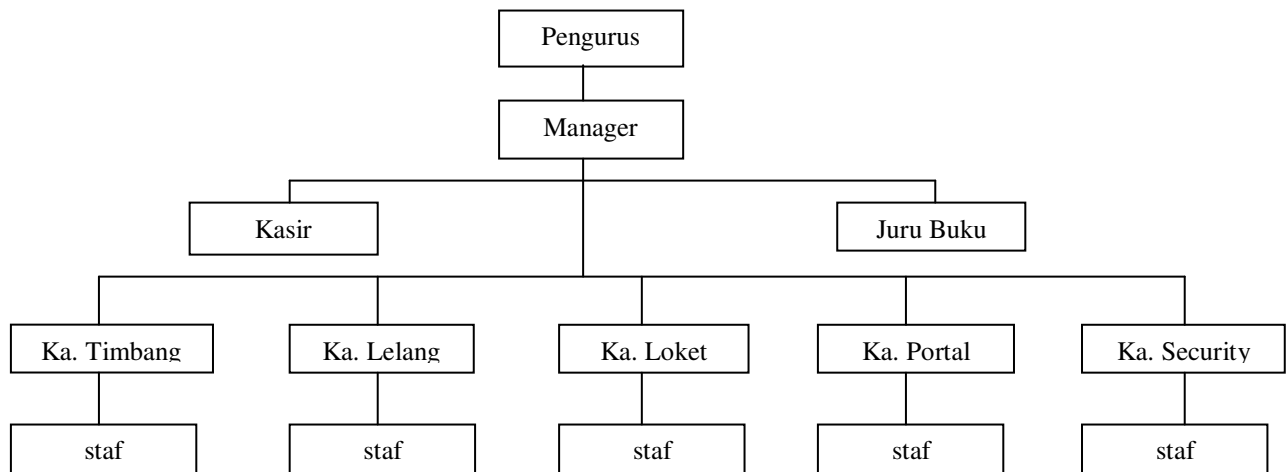 Pengurus
Manager
Kasir
Juru Buku
Ka. Timbang
Ka. Lelang
Ka. Loket
Ka. Portal
Ka. Security
staf
staf
staf
staf
staf